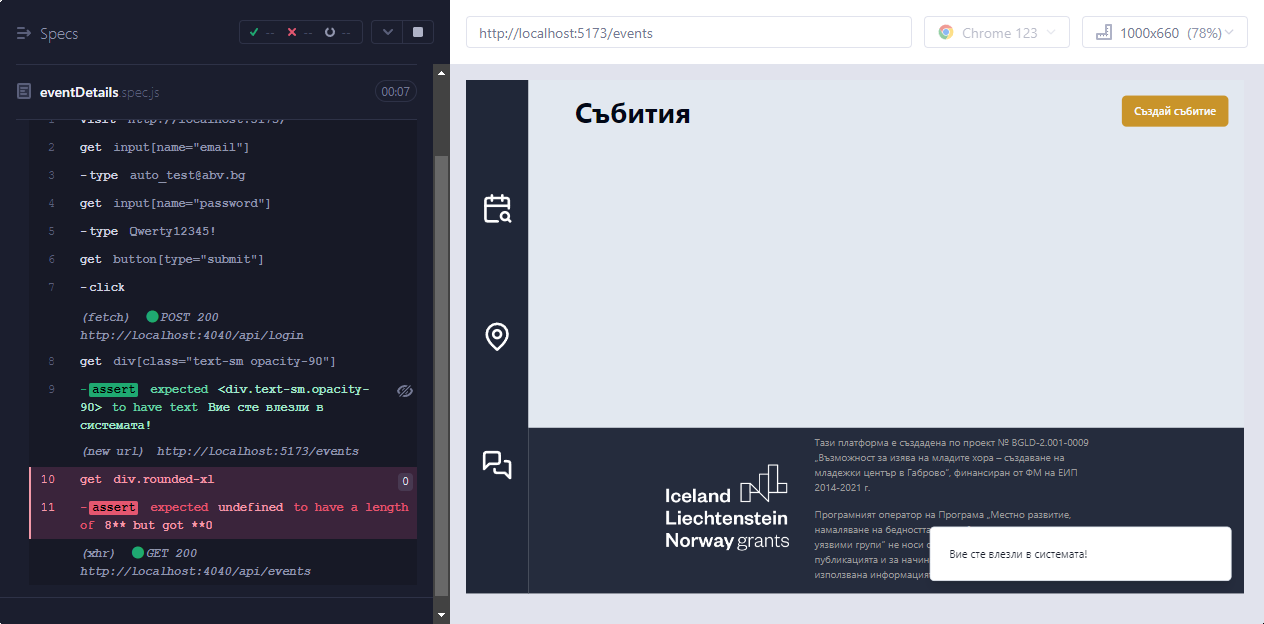 Specs
-- -- --
http://localhost:5173/events
Chrome 123
1000x660 (78%)
eventDetails.spec.js
00:07
1 visit http://localhost:5173/
2 get input[name="email"]
3 -type auto_test@abv.bg
4 get input[name="password"]
5 -type Qwerty12345!
6 get button[type="submit"]
7 -click
(fetch) POST 200
http://localhost:4040/api/login
8 get div[class="text-sm opacity-90"]
9 -assert expected <div.text-sm.opacity-
90> to have text Вие сте влезли в
системата!
(new url) http://localhost:5173/events
10 get div.rounded-xl 0
11 -assert expected undefined to have a length
of 8** but got **0
(xhr) GET 200
http://localhost:4040/api/events
Събития
Създай събитие
Iceland
Liechtenstein
Norway grants
Тази платформа е създадена по проект № BGLD-2.001-0009
„Възможност за изява на младите хора – създаване на
младежки център в Габрово“, финансиран от ФМ на ЕИП
2014-2021 г.
Програмният оператор на Програма „Местно развитие,
намаляване на бедността
уязвими групи“ не носи
публикацията и за начин
използвана информация
Вие сте влезли в системата!